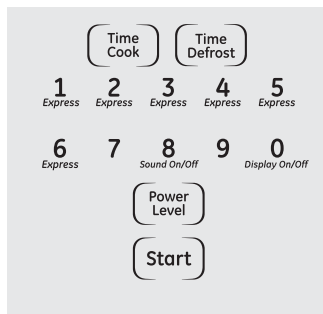 Time Cook
Time Defrost
1 2 3 4 5
Express Express Express Express Express
6 7 8 9 0
Express Sound On/Off Display On/Off
Power
Level
Start